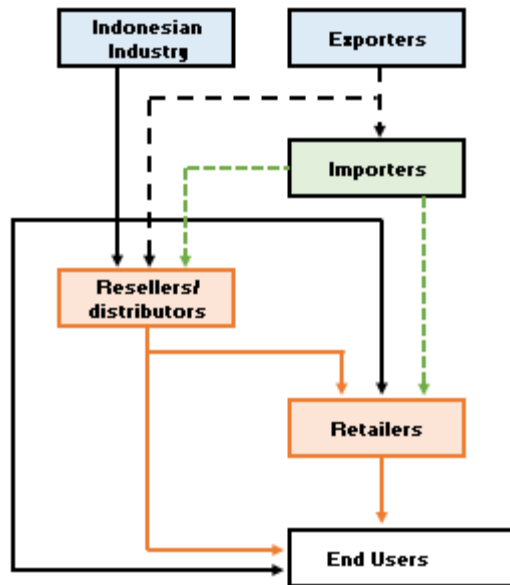 Indonesian
Industry
Exporters
Importers
Resellers/
distributors
Retailers
End Users